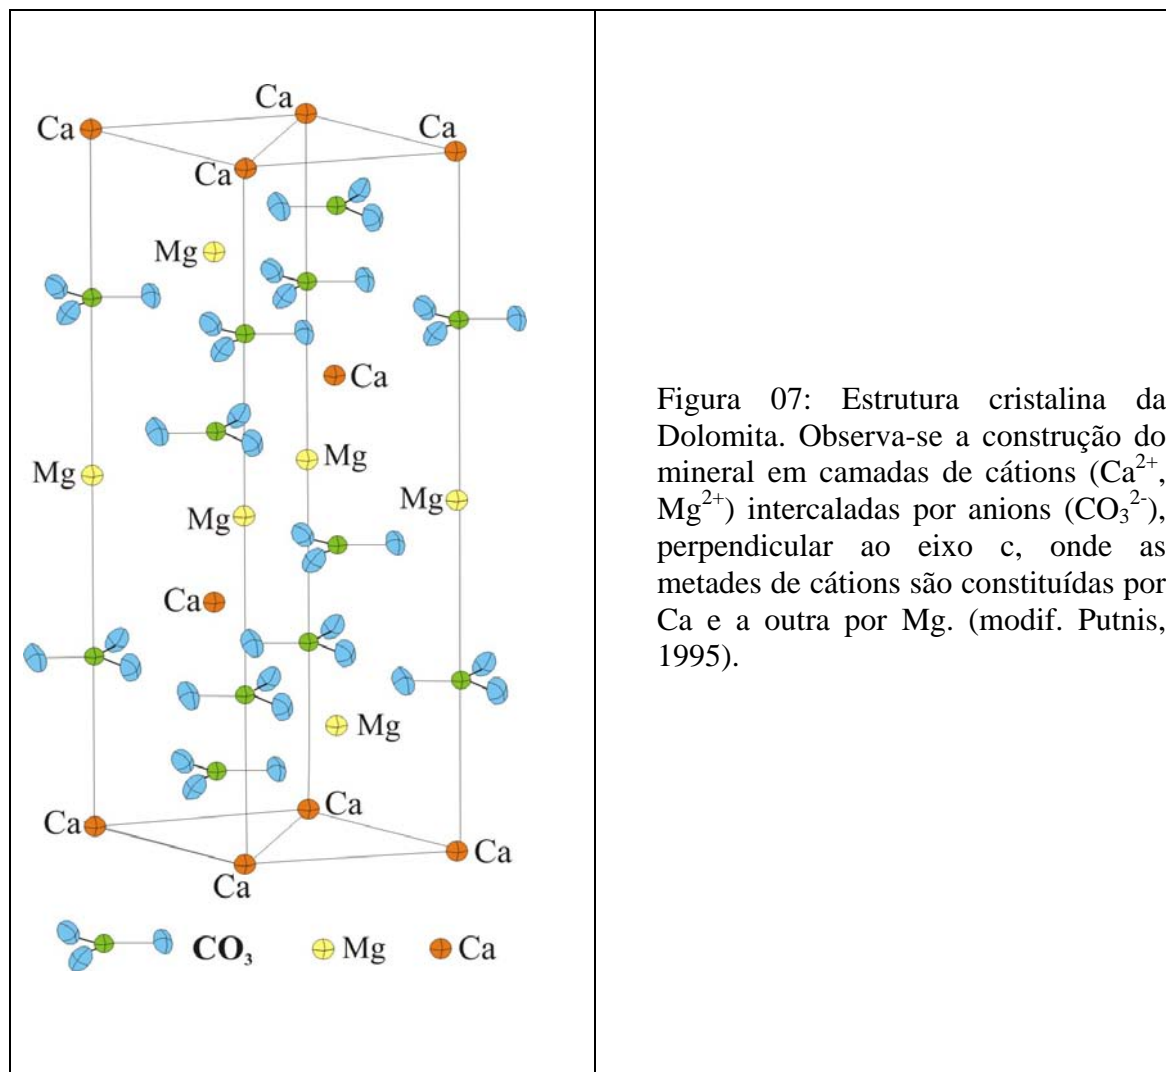 Ca
Ca
Ca
Ca
Mg
Ca
Mg
Mg
Mg
Mg
Ca
Mg
Ca
Ca
Ca
Ca
CO₃ Mg Ca
Figura 07: Estrutura cristalina da
Dolomita. Observa-se a construção do
mineral em camadas de cátions (Ca²⁺,
Mg²⁺) intercaladas por anions (CO₃²⁻),
perpendicular ao eixo c, onde as
metades de cátions são constituídas por
Ca e a outra por Mg. (modif. Putnis,
1995).